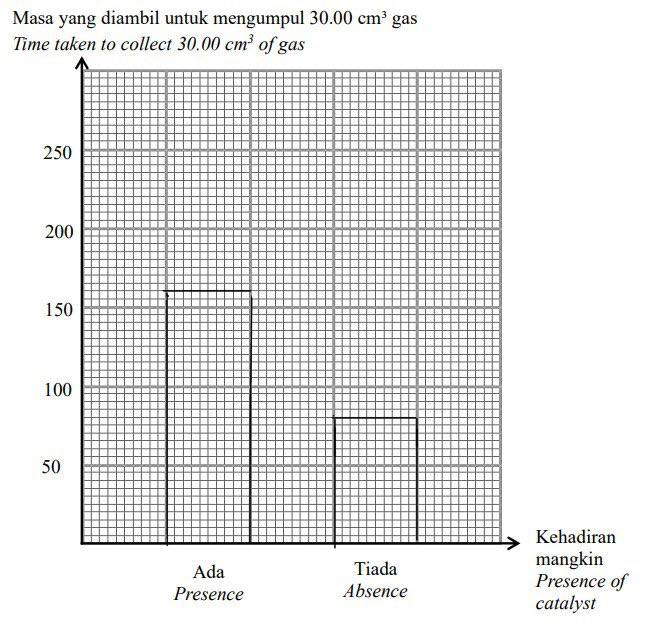 Masa yang diambil untuk mengumpul 30.00 cm³ gas
Time taken to collect 30.00 cm³ of gas
250
200
150
100
50
Ada
Presence
Tiada
Absence
Kehadiran
mangkin
Presence of
catalyst